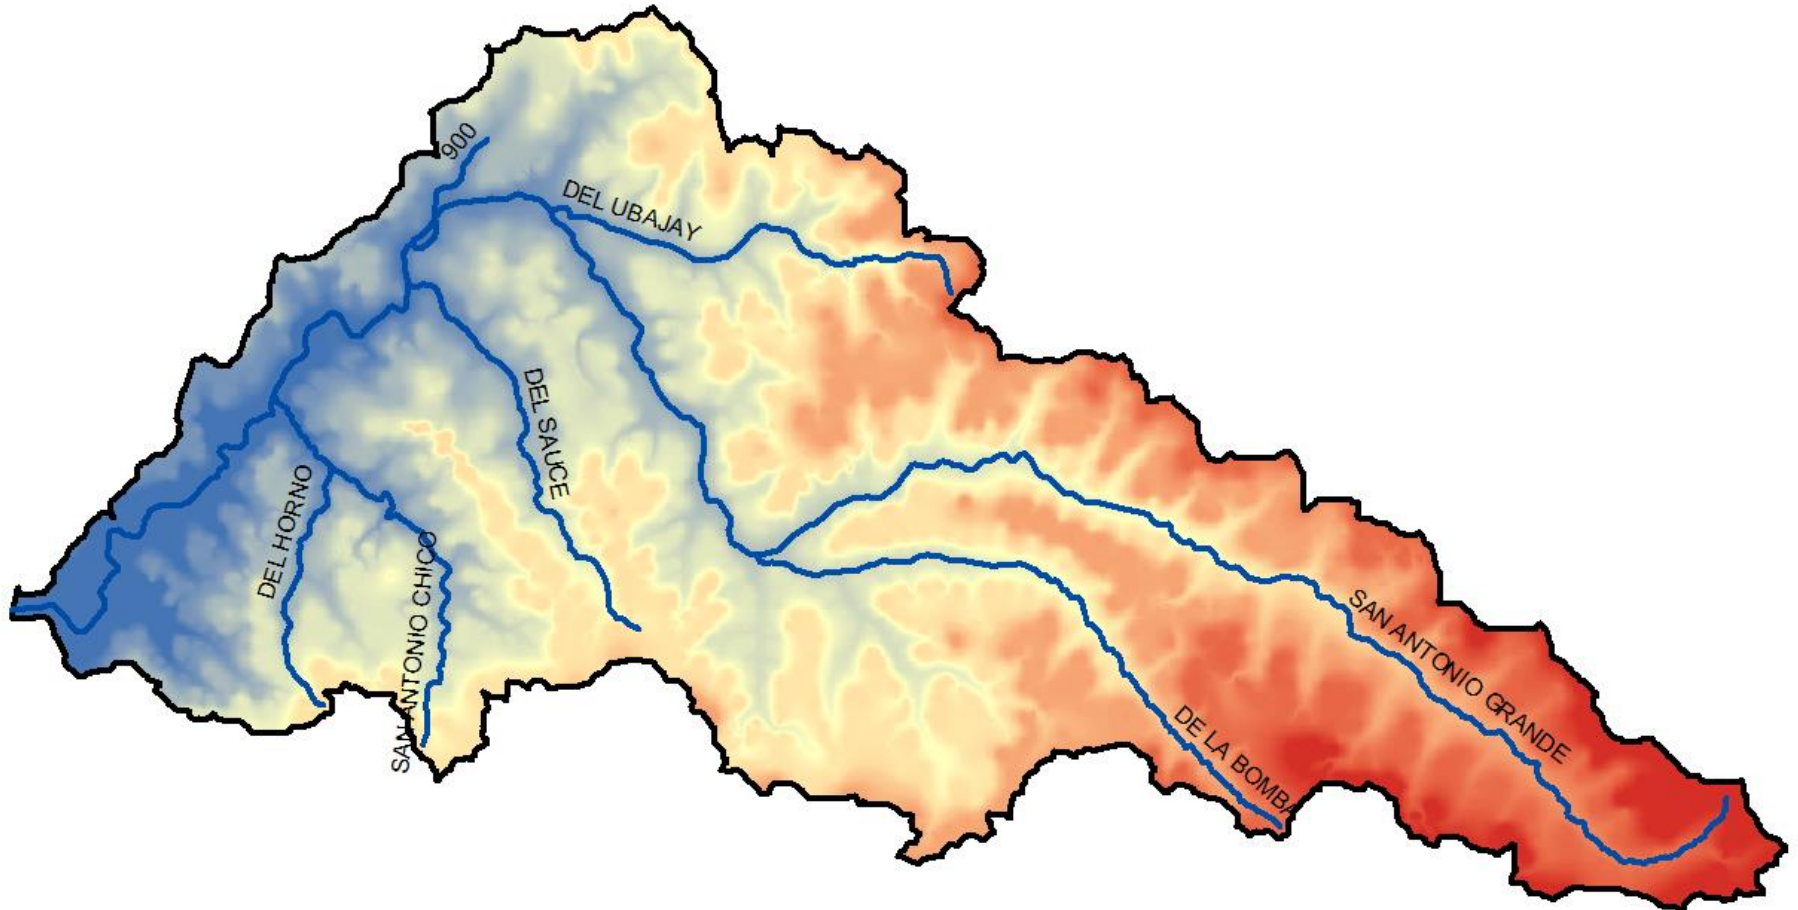 900
DEL UBAJAY
DEL SAUCE
DEL HORNO
SAN ANTONIO CHICO
SAN ANTONIO GRANDE
DE LA BOMBA